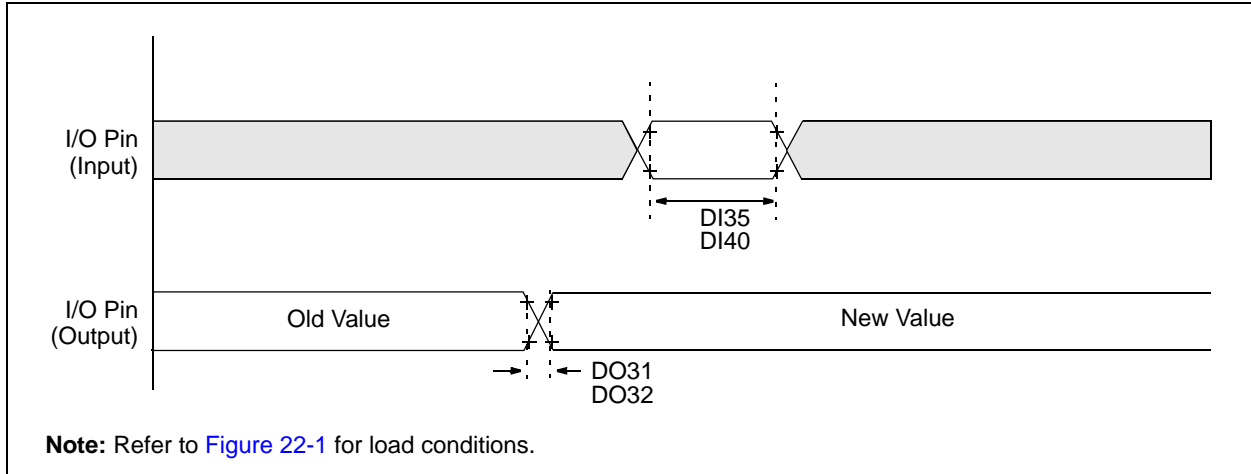 I/O Pin
(Input)
DI35
DI40
I/O Pin
(Output)
Old Value
New Value
DO31
DO32
Note: Refer to Figure 22-1 for load conditions.